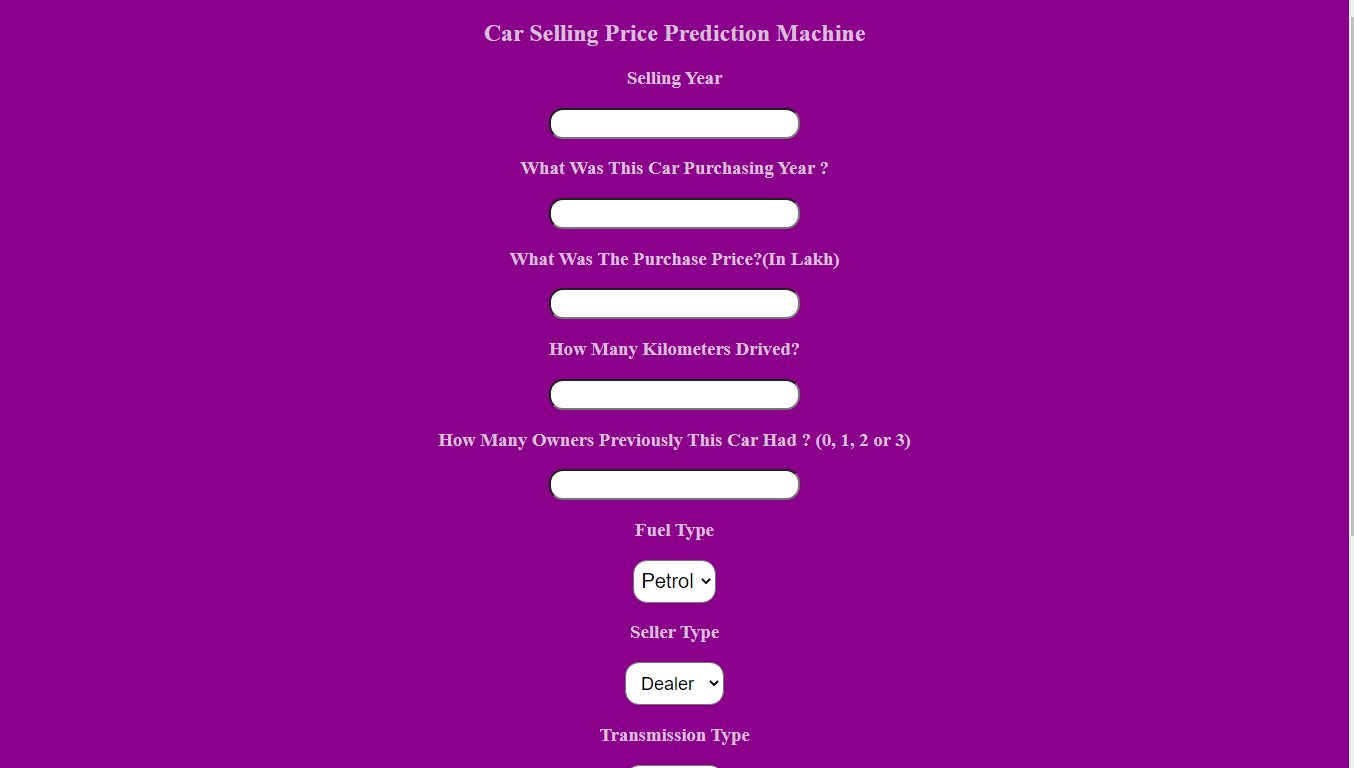 Car Selling Price Prediction Machine
Selling Year
What Was This Car Purchasing Year ?
What Was The Purchase Price?(In Lakh)
How Many Kilometers Drived?
How Many Owners Previously This Car Had ? (0, 1, 2 or 3)
Fuel Type
Petrol
Seller Type
Dealer
Transmission Type